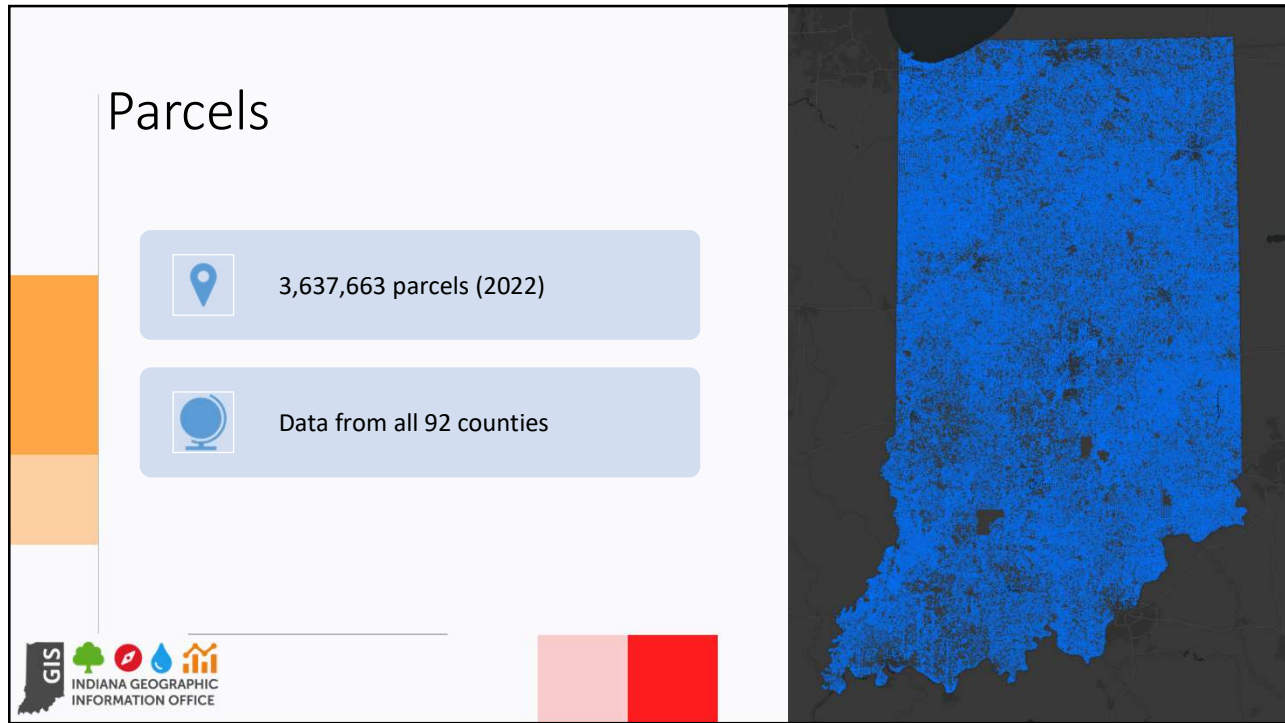 Parcels
3,637,663 parcels (2022)
Data from all 92 counties
GIS
INDIANA GEOGRAPHIC
INFORMATION OFFICE